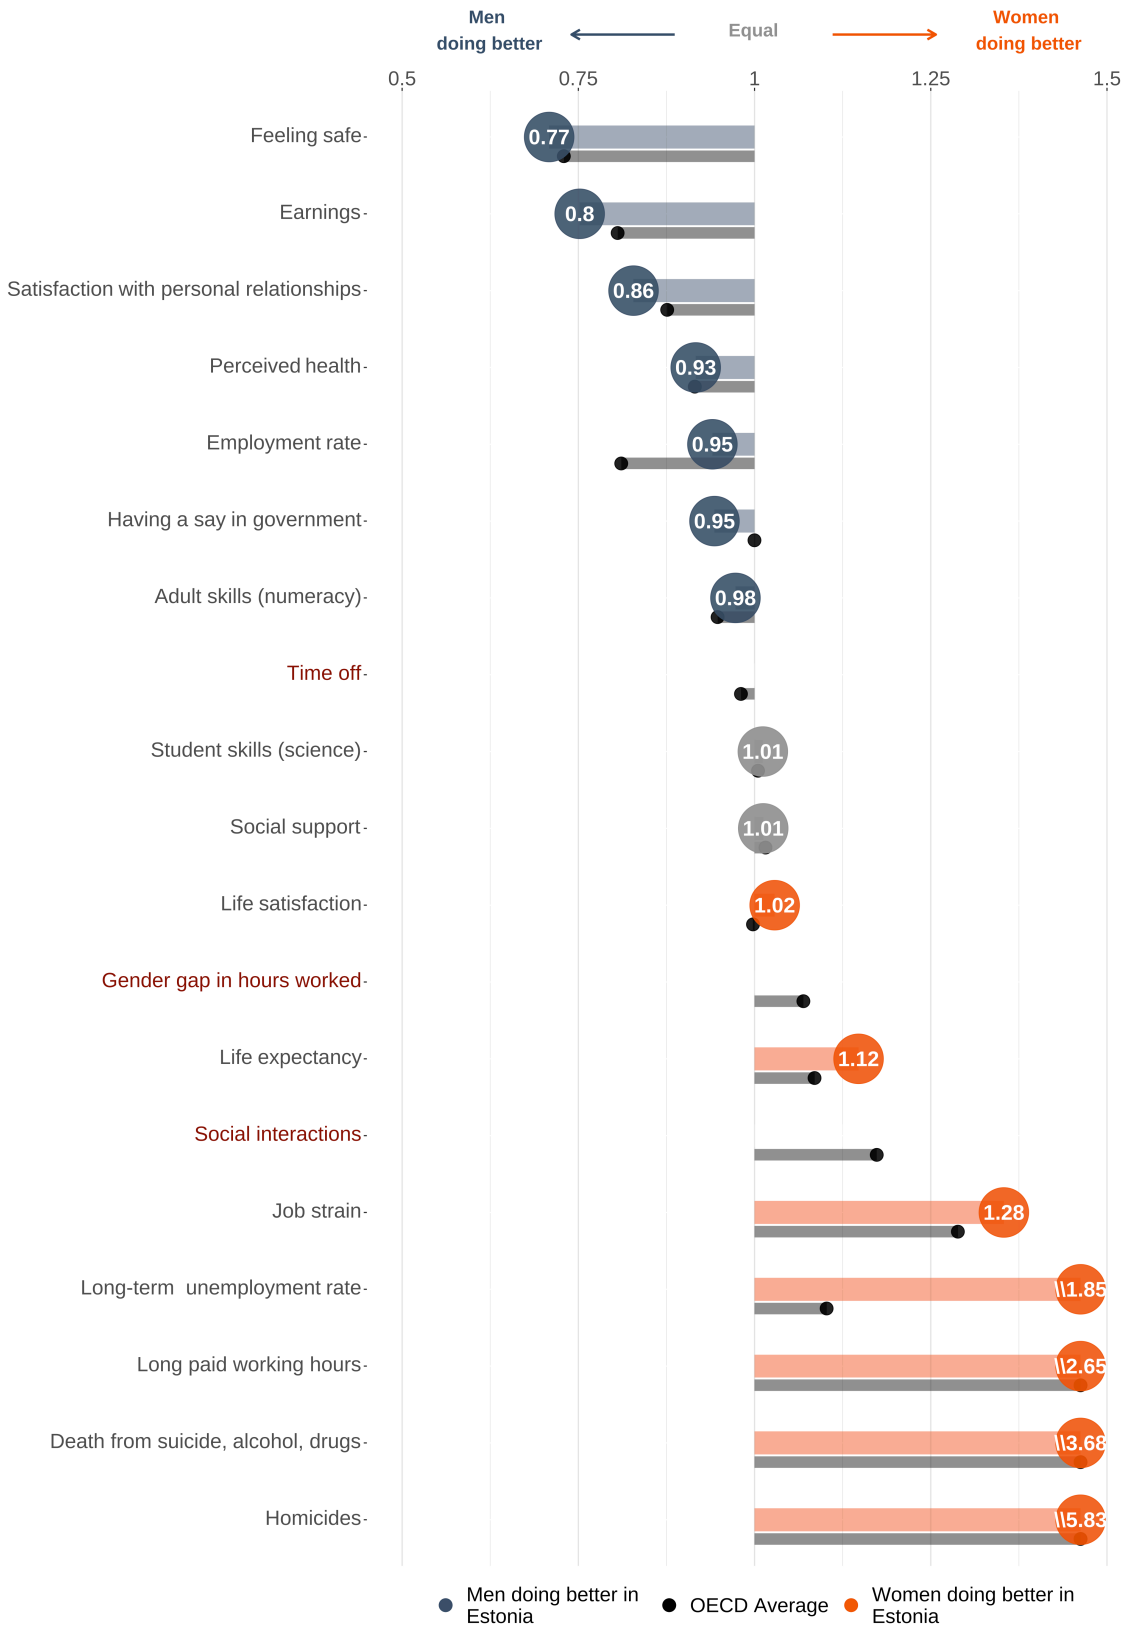 Men
doing better
Equal
Women
doing better
0.5
0.75
1
1.25
1.5
Feeling safe
0.77
Earnings
0.8
Satisfaction with personal relationships
0.86
Perceived health
0.93
Employment rate
0.95
Having a say in government
0.95
Adult skills (numeracy)
0.98
Time off
Student skills (science)
1.01
Social support
1.01
Life satisfaction
1.02
Gender gap in hours worked
Life expectancy
1.12
Social interactions
Job strain
1.28
Long-term  unemployment rate
\\1.85
Long paid working hours
\\2.65
Death from suicide, alcohol, drugs
\\3.68
Homicides
\\5.83
Men doing better in
Estonia
OECD Average
Women doing better in
Estonia